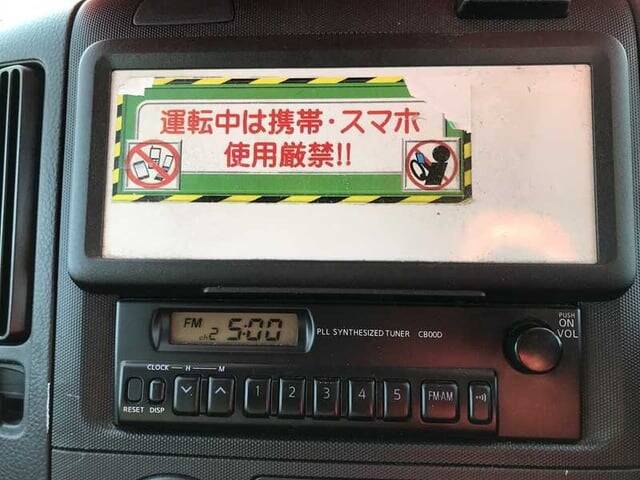 運転中は携帯・スマホ
使用厳禁!!
FM ch2 5:00
PLL SYNTHESIZED TUNER CB00D
PUSH
ON
VOL
CLOCK H M
RESET DISP
1 2 3 4 5 FM AM